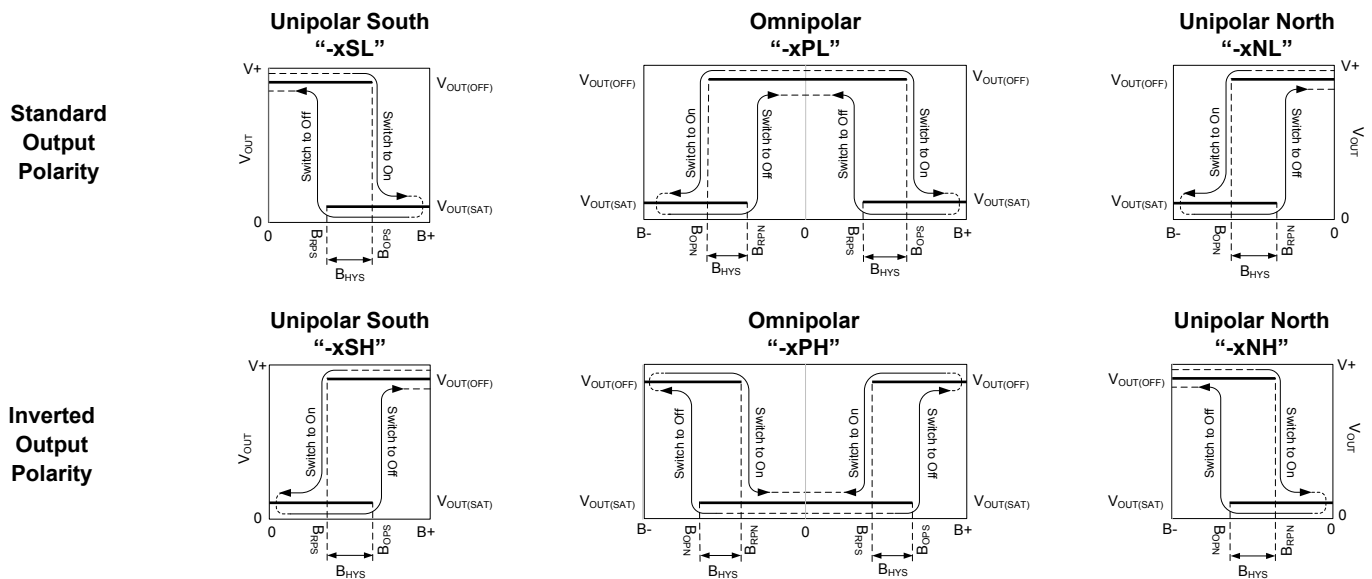 Unipolar South
“-xSL”
Omnipolar
“-xPL”
Unipolar North
“-xNL”
Standard
Output
Polarity
V+
VOUT
0
Switch to Off
Switch to On
VOUT(OFF)
VOUT(SAT)
0
BRPS
BOPS
B+
BHYS
VOUT(OFF)
VOUT(SAT)
Switch to On
Switch to Off
Switch to off
Switch to On
VOUT(OFF)
VOUT(SAT)
B-
BOPN
BRPN
0
BRPS
BOPS
B+
BHYS
BHYS
VOUT(OFF)
VOUT(SAT)
Switch to On
Switch to Off
V+
VOUT
0
B-
BOPN
BRPN
0
BHYS
Unipolar South
“-xSH”
Omnipolar
“-xPH”
Unipolar North
“-xNH”
Inverted
Output
Polarity
V+
VOUT
0
Switch to On
Switch to Off
VOUT(OFF)
VOUT(SAT)
0
BRPS
BOPS
B+
BHYS
VOUT(OFF)
VOUT(SAT)
Switch to Off
Switch to On
Switch to On
Switch to Off
VOUT(OFF)
VOUT(SAT)
B-
BOPN
BRPN
0
BRPS
BOPS
B+
BHYS
BHYS
VOUT(OFF)
VOUT(SAT)
Switch to Off
Switch to On
V+
VOUT
0
B-
BOPN
BRPN
0
BHYS